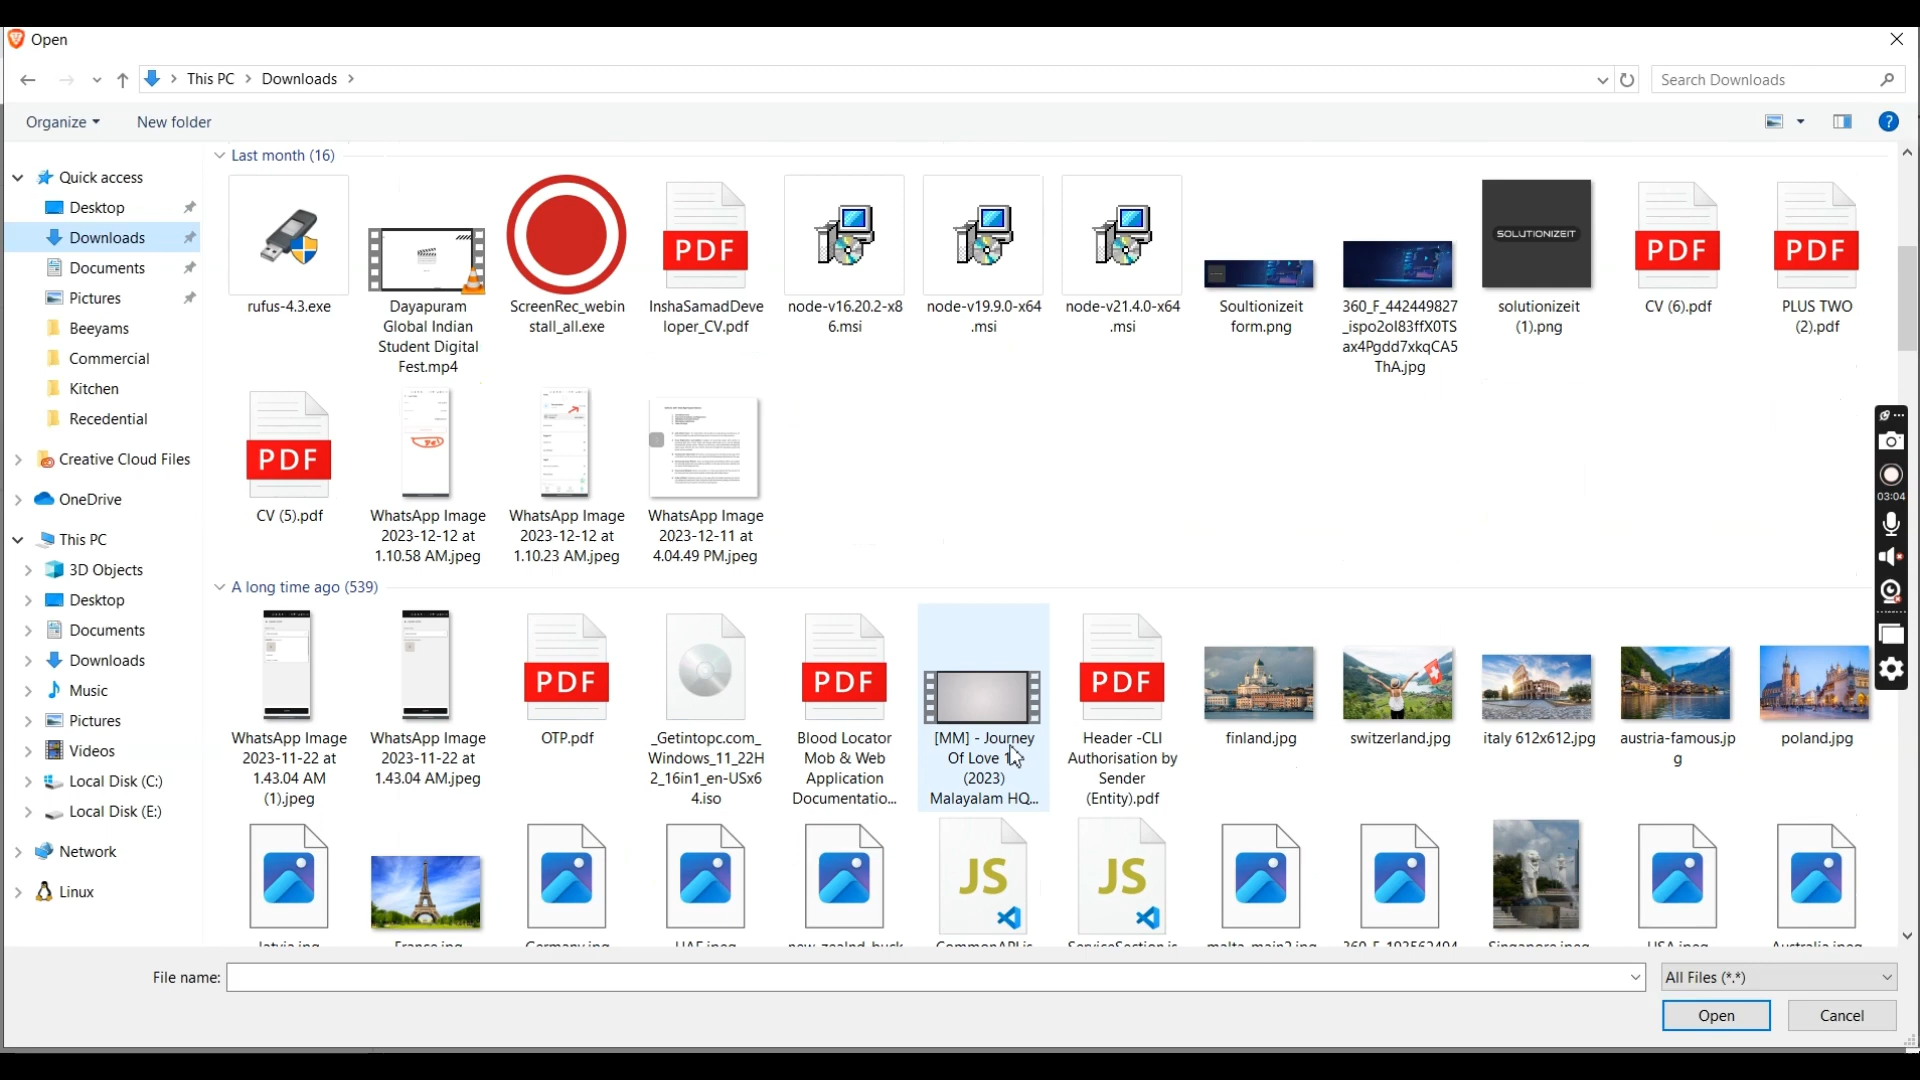 Open
This PC > Downloads >
Search Downloads
Organize
New folder
Quick access
Desktop
Downloads
Documents
Pictures
Beeyams
Commercial
Kitchen
Recedential
Creative Cloud Files
OneDrive
This PC
3D Objects
Desktop
Documents
Downloads
Music
Pictures
Videos
Local Disk (C:)
Local Disk (E:)
Network
Linux
Last month (16)
rufus-4.3.exe
Dayapuram
Global Indian
Student Digital
Fest.mp4
ScreenRec_webin
stall_all.exe
PDF
InshaSamadDeve
loper_CV.pdf
node-v16.20.2-x8
6.msi
node-v19.9.0-x64
.msi
node-v21.4.0-x64
.msi
Soultionizeit
form.png
360_F_442449827
_ispo2ol83ffX0TS
ax4Pgdd7xkqCA5
ThA.jpg
SOLUTIONIZEIT
solutionizeit
(1).png
PDF
CV (6).pdf
PDF
PLUS TWO
(2).pdf
PDF
CV (5).pdf
WhatsApp Image
2023-12-12 at
1.10.58 AM.jpeg
WhatsApp Image
2023-12-12 at
1.10.23 AM.jpeg
WhatsApp Image
2023-12-11 at
4.04.49 PM.jpeg
03:04
A long time ago (539)
WhatsApp Image
2023-11-22 at
1.43.04 AM
(1).jpeg
WhatsApp Image
2023-11-22 at
1.43.04 AM.jpeg
PDF
OTP.pdf
_Getintopc.com_
Windows_11_22H
2_16in1_en-USx6
4.iso
PDF
Blood Locator
Mob & Web
Application
Documentatio...
[MM] - Journey
Of Love
(2023)
Malayalam HQ...
PDF
Header -CLI
Authorisation by
Sender
(Entity).pdf
finland.jpg
switzerland.jpg
italy 612x612.jpg
austria-famous.jp
g
poland.jpg
JS
JS
File name:
All Files (*.*)
Open
Cancel